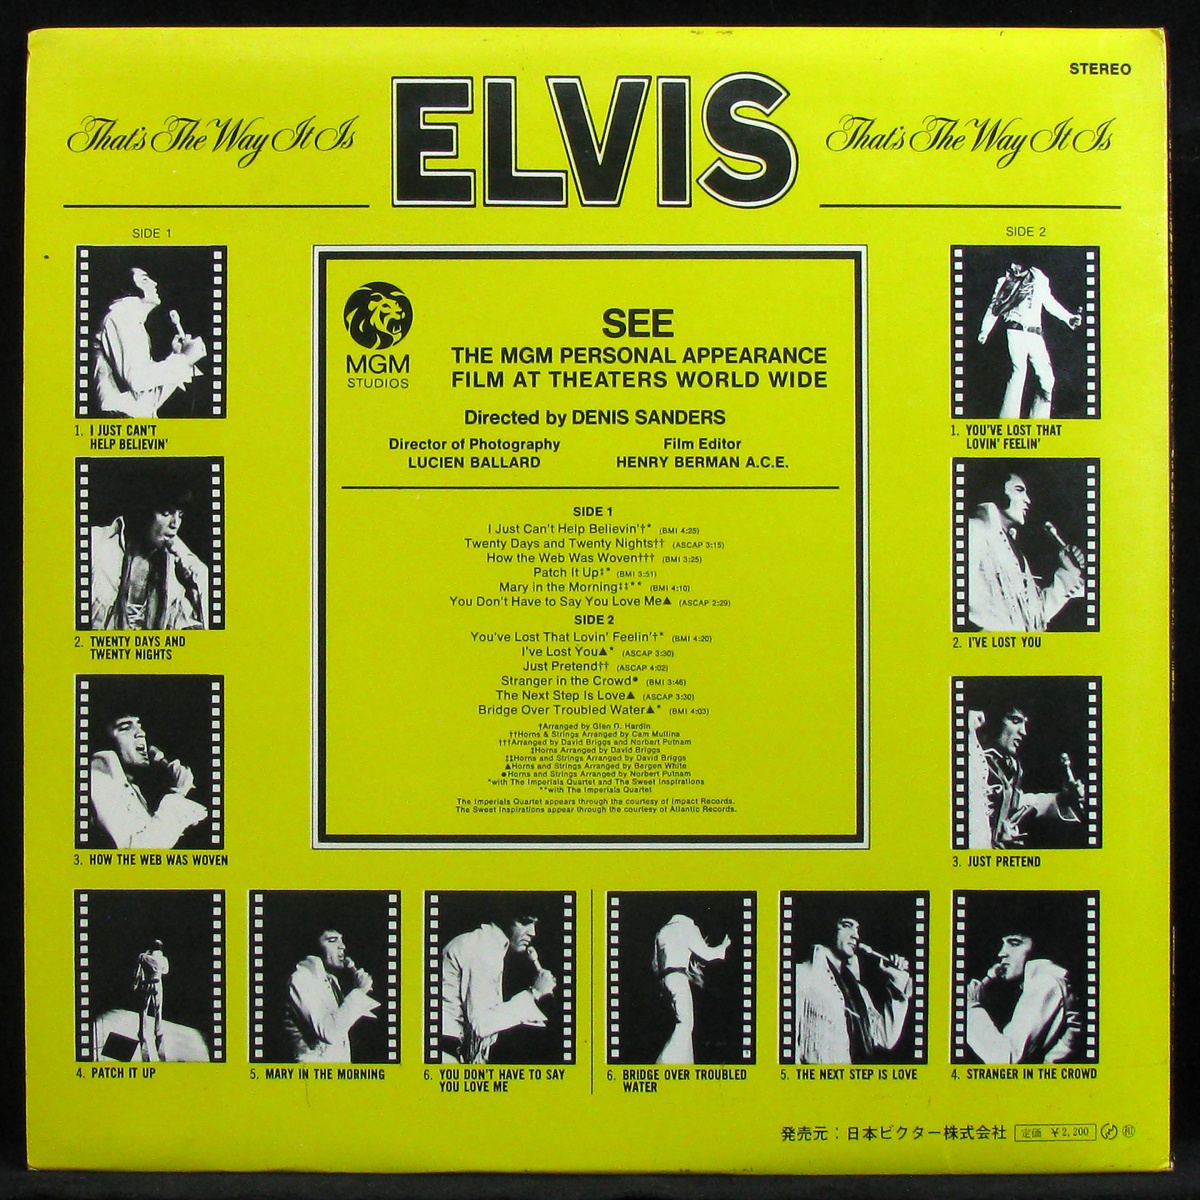 STEREO
That's The Way It Is
ELVIS
That's The Way It Is
SIDE 1
1. I JUST CAN'T
HELP BELIEVIN'
2. TWENTY DAYS AND
TWENTY NIGHTS
3. HOW THE WEB WAS WOVEN
MGM
STUDIOS
SEE
THE MGM PERSONAL APPEARANCE
FILM AT THEATERS WORLD WIDE
Directed by DENIS SANDERS
Director of Photography
LUCIEN BALLARD
Film Editor
HENRY BERMAN A.C.E.
SIDE 1
I Just Can't Help Believin'†* (BMI 4:25)
Twenty Days and Twenty Nights†† (ASCAP 3:15)
How the Web Was Woven††† (BMI 3:25)
Patch It Up‡* (BMI 3:51)
Mary in the Morning‡‡** (BMI 4:10)
You Don't Have to Say You Love Me▲ (ASCAP 2:29)
SIDE 2
You've Lost That Lovin' Feelin'†* (BMI 4:20)
I've Lost You▲* (ASCAP 3:30)
Just Pretend†† (ASCAP 4:02)
Stranger in the Crowd● (BMI 3:46)
The Next Step Is Love▲ (ASCAP 3:30)
Bridge Over Troubled Water▲* (BMI 4:03)
†Arranged by Glen D. Hardin
††Horns & Strings Arranged by Cam Mullins
†††Arranged by David Briggs and Norbert Putnam
‡Horns Arranged by David Briggs
‡‡Horns and Strings Arranged by David Briggs
▲Horns and Strings Arranged by Bergen White
●Horns and Strings Arranged by Norbert Putnam
*with The Imperials Quartet and The Sweet Inspirations
**with The Imperials Quartet
The Imperials Quartet appears through the courtesy of Impact Records.
The Sweet Inspirations appear through the courtesy of Atlantic Records.
SIDE 2
1. YOU'VE LOST THAT
LOVIN' FEELIN'
2. I'VE LOST YOU
3. JUST PRETEND
4. PATCH IT UP
5. MARY IN THE MORNING
6. YOU DON'T HAVE TO SAY
YOU LOVE ME
6. BRIDGE OVER TROUBLED
WATER
5. THE NEXT STEP IS LOVE
4. STRANGER IN THE CROWD
発売元:日本ビクター株式会社 定価 ¥2,200